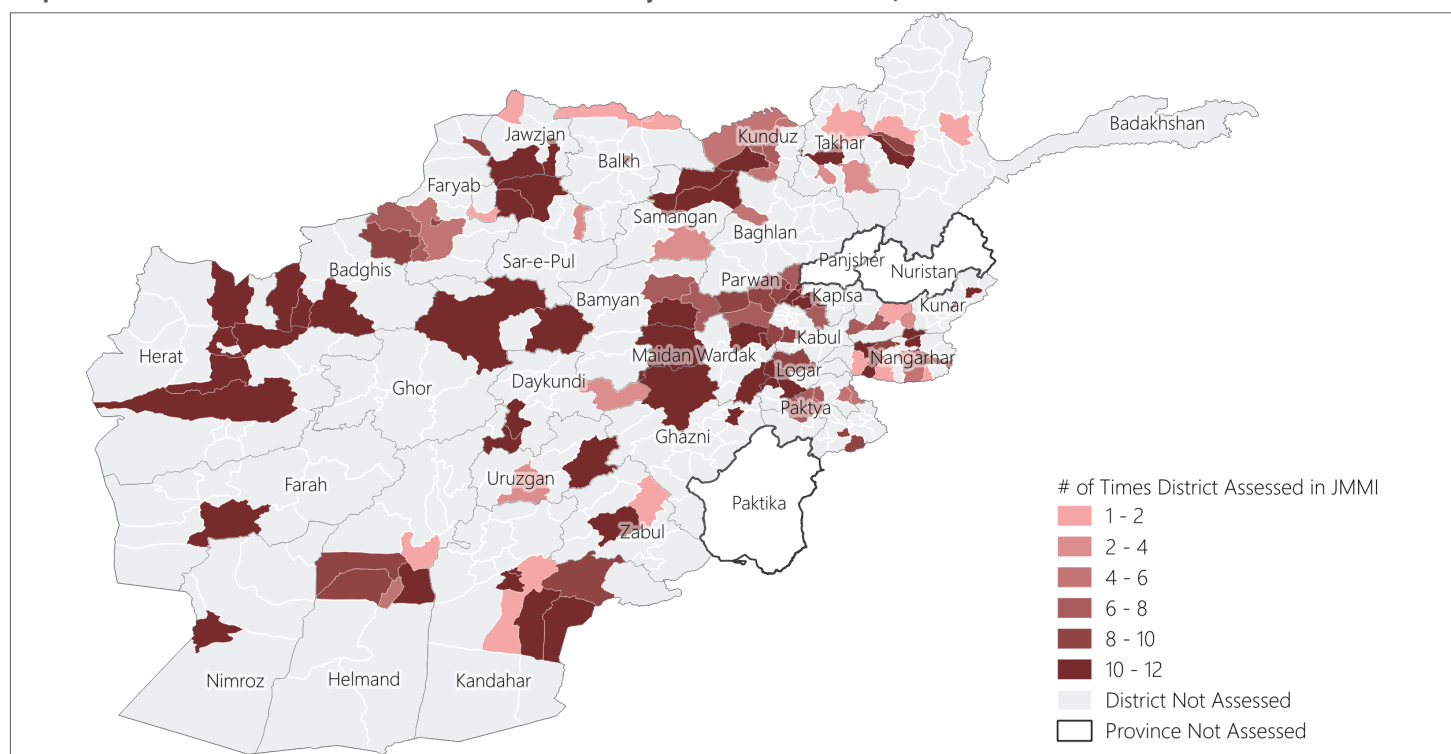 Badakhshan
Jawzjan
Kunduz
Takhar
Balkh
Faryab
Samangan
Baghlan
Panjsher
Nuristan
Sar-e-Pul
Badghis
Parwan
Bamyan
Kapisa
Kunar
Kabul
Herat
Maidan Wardak
Nangarhar
Logar
Daykundi
Ghor
Paktya
Ghazni
Uruzgan
Farah
Paktika
Zabul
Nimroz
Helmand
Kandahar
# of Times District Assessed in JMMI
1 - 2
2 - 4
4 - 6
6 - 8
8 - 10
10 - 12
District Not Assessed
Province Not Assessed